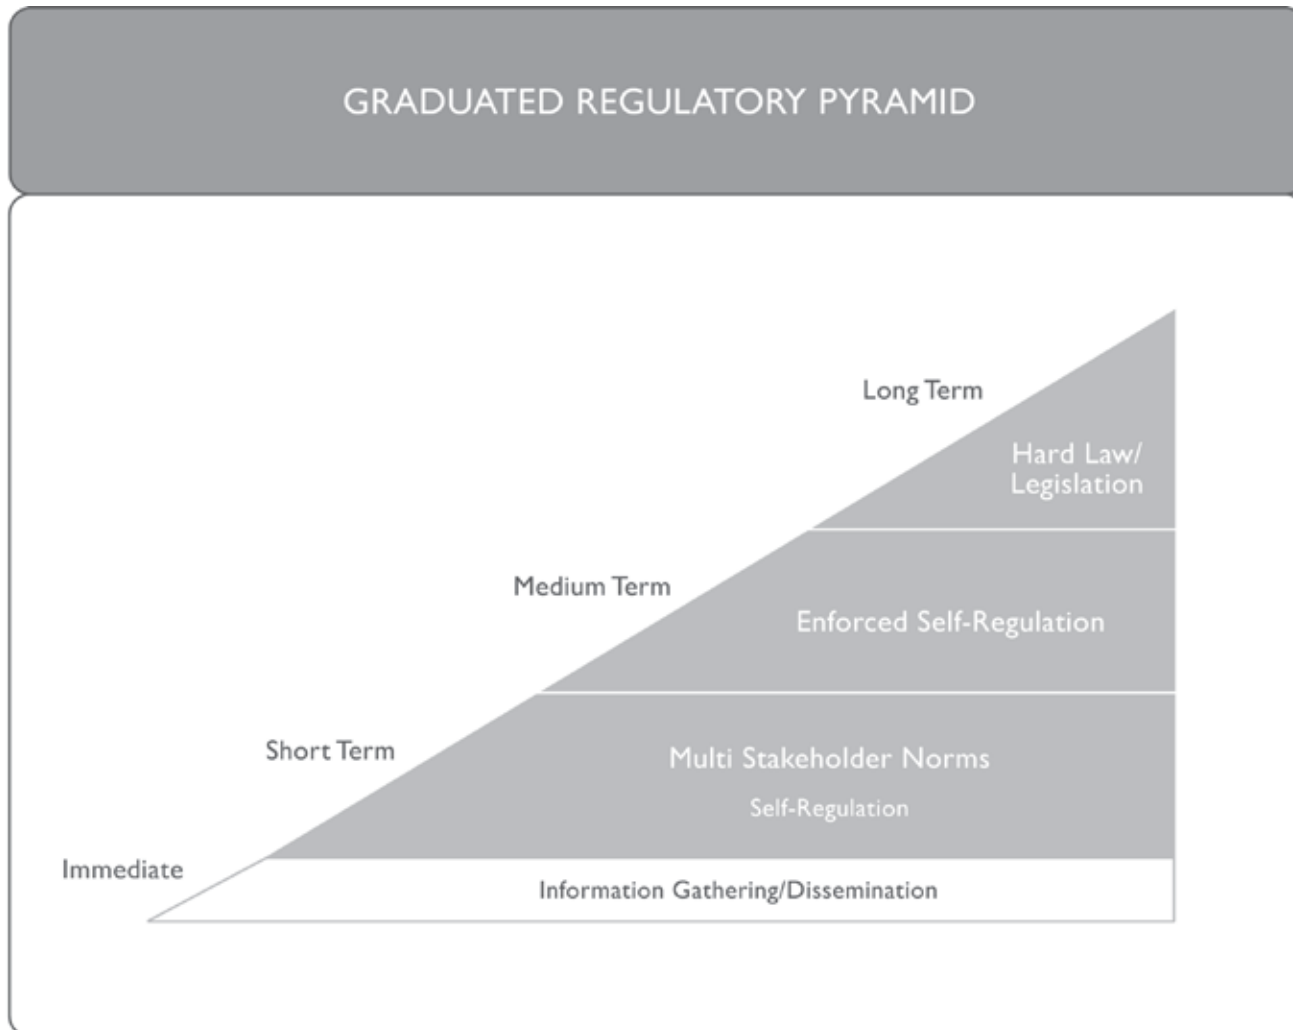 GRADUATED REGULATORY PYRAMID
Long Term
Hard Law/
Legislation
Medium Term
Enforced Self-Regulation
Short Term
Multi Stakeholder Norms
Self-Regulation
Immediate
Information Gathering/Dissemination